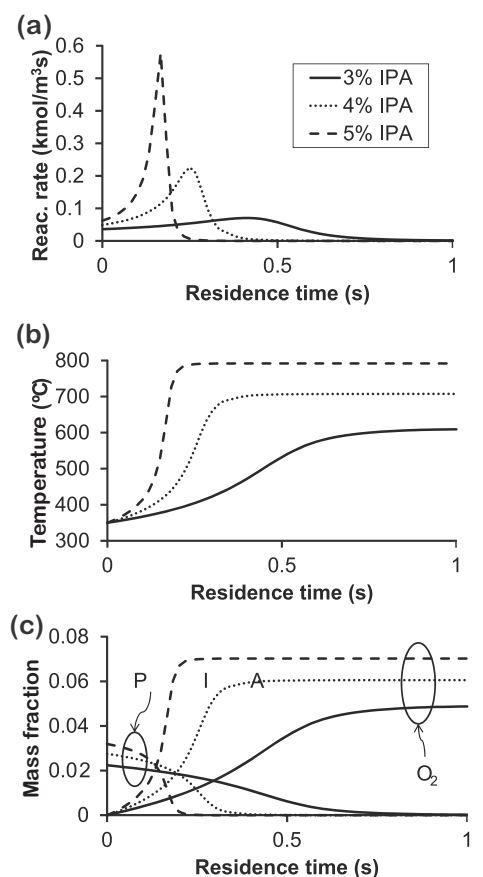 (a)
0.6
0.5
0.4
0.3
0.2
0.1
0
Reac. rate (kmol/m³s)
3% IPA
4% IPA
5% IPA
0
0.5
1
Residence time (s)
(b)
800
700
600
500
400
300
Temperature (ºC)
0
0.5
1
Residence time (s)
(c)
0.08
0.06
0.04
0.02
0
Mass fraction
P I A
O₂
0
0.5
1
Residence time (s)